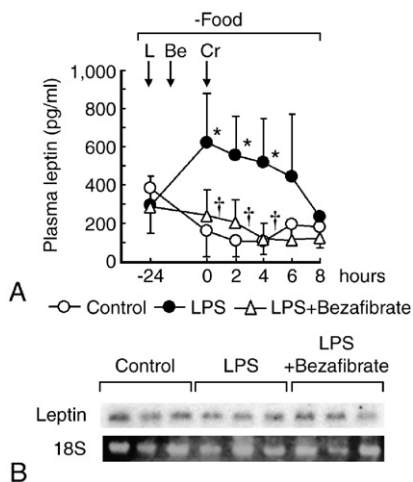 -Food
L Be Cr
Plasma leptin (pg/ml)
1,000
800
600
400
200
0
* * *
† † †
-24 0 2 4 6 8 hours
A
Control LPS LPS+Bezafibrate
Control LPS LPS
+Bezafibrate
Leptin
18S
B